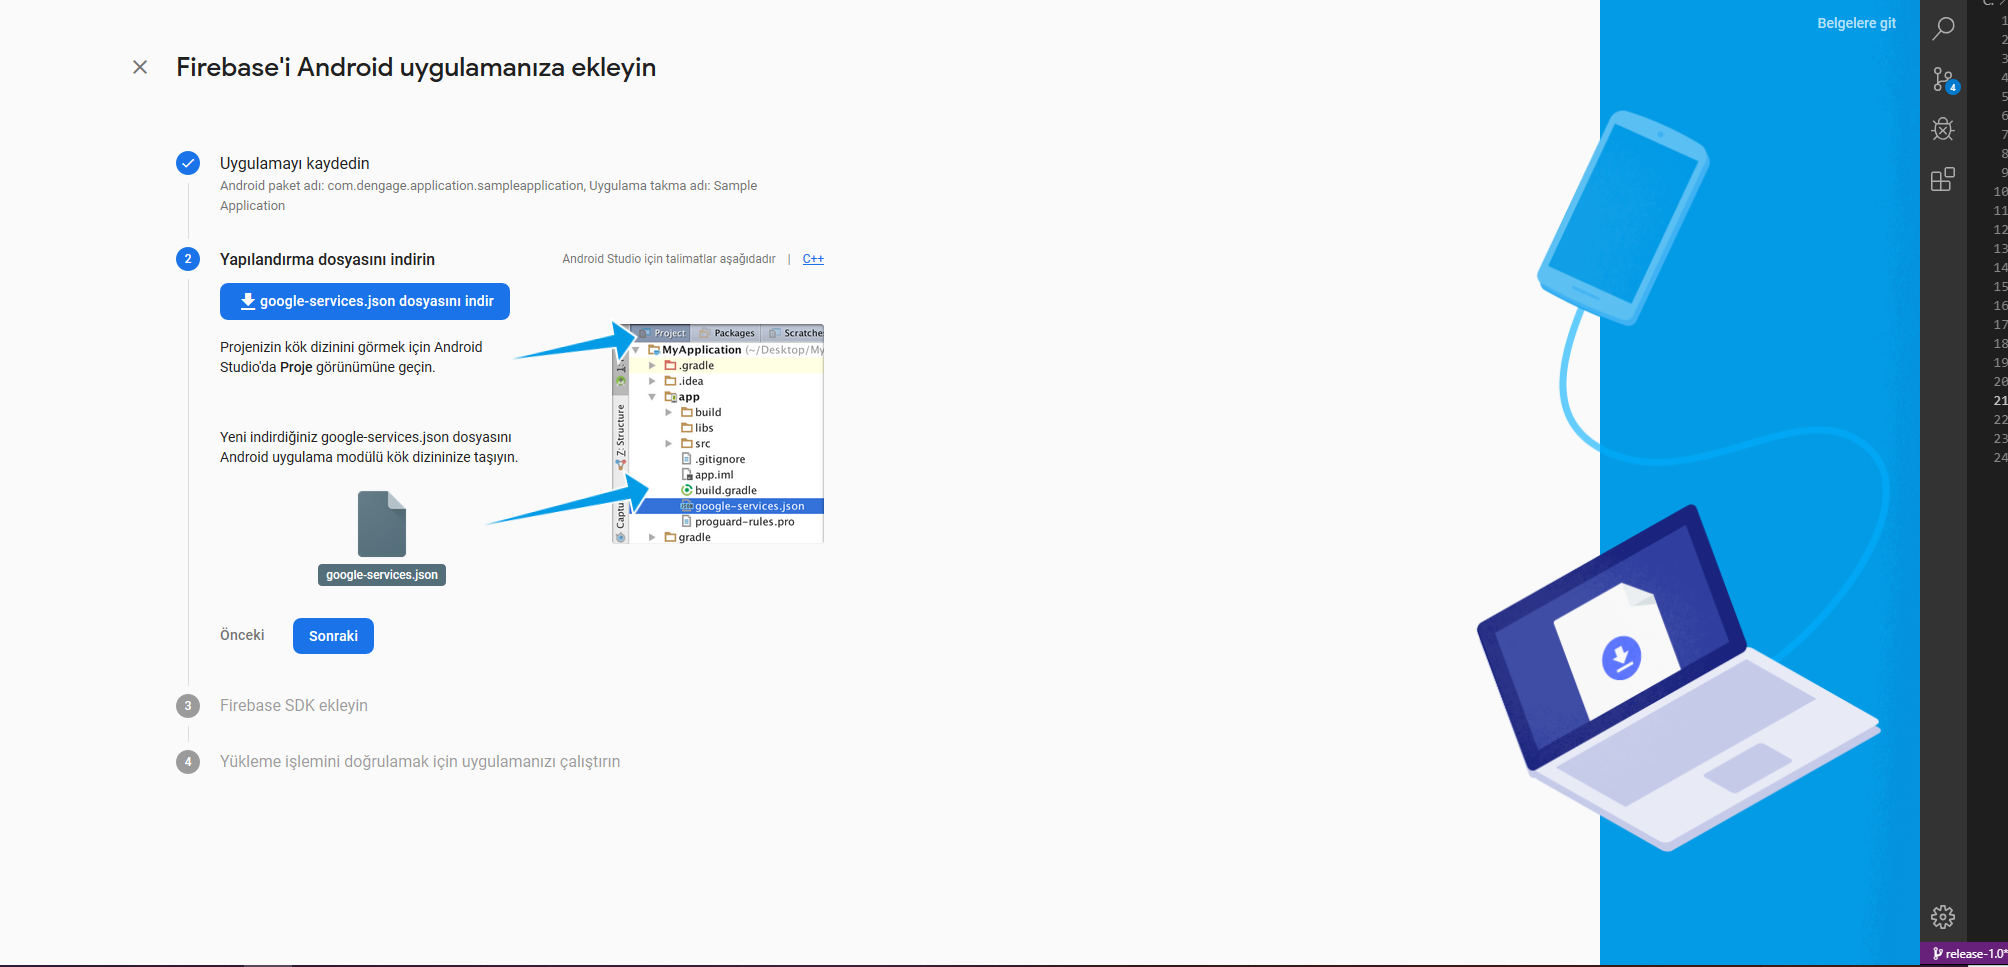 Belgelere git
Firebase'i Android uygulamanıza ekleyin
Uygulamayı kaydedin
Android paket adı: com.dengage.application.sampleapplication, Uygulama takma adı: Sample
Application
2
Yapılandırma dosyasını indirin
Android Studio için talimatlar aşağıdadır | C++
google-services.json dosyasını indir
Projenizin kök dizinini görmek için Android
Studio'da Proje görünümüne geçin.
Yeni indirdiğiniz google-services.json dosyasını
Android uygulama modülü kök dizininize taşıyın.
google-services.json
Project Packages Scratche
MyApplication (~/Desktop/My
.gradle
.idea
app
build
libs
src
.gitignore
app.iml
build.gradle
google-services.json
proguard-rules.pro
gradle
Z: Structure
Captu
Önceki
Sonraki
3
Firebase SDK ekleyin
4
Yükleme işlemini doğrulamak için uygulamanızı çalıştırın
4
1
2
3
4
5
6
7
8
9
10
11
12
13
14
15
16
17
18
19
20
21
22
23
24
release-1.0*